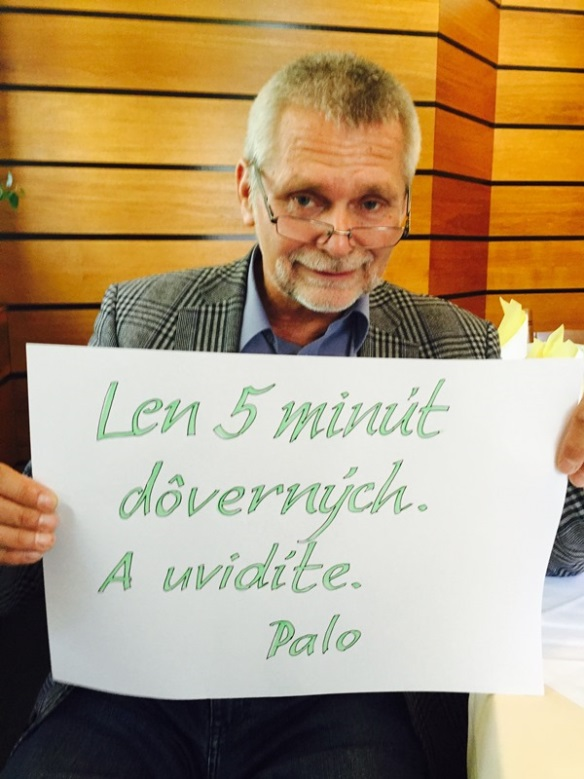 Len 5 minút
dôverných.
A uvidíte.
Palo